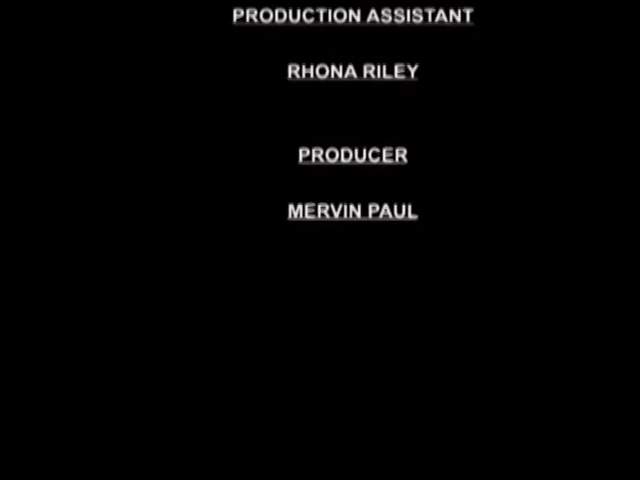 PRODUCTION ASSISTANT
RHONA RILEY
PRODUCER
MERVIN PAUL